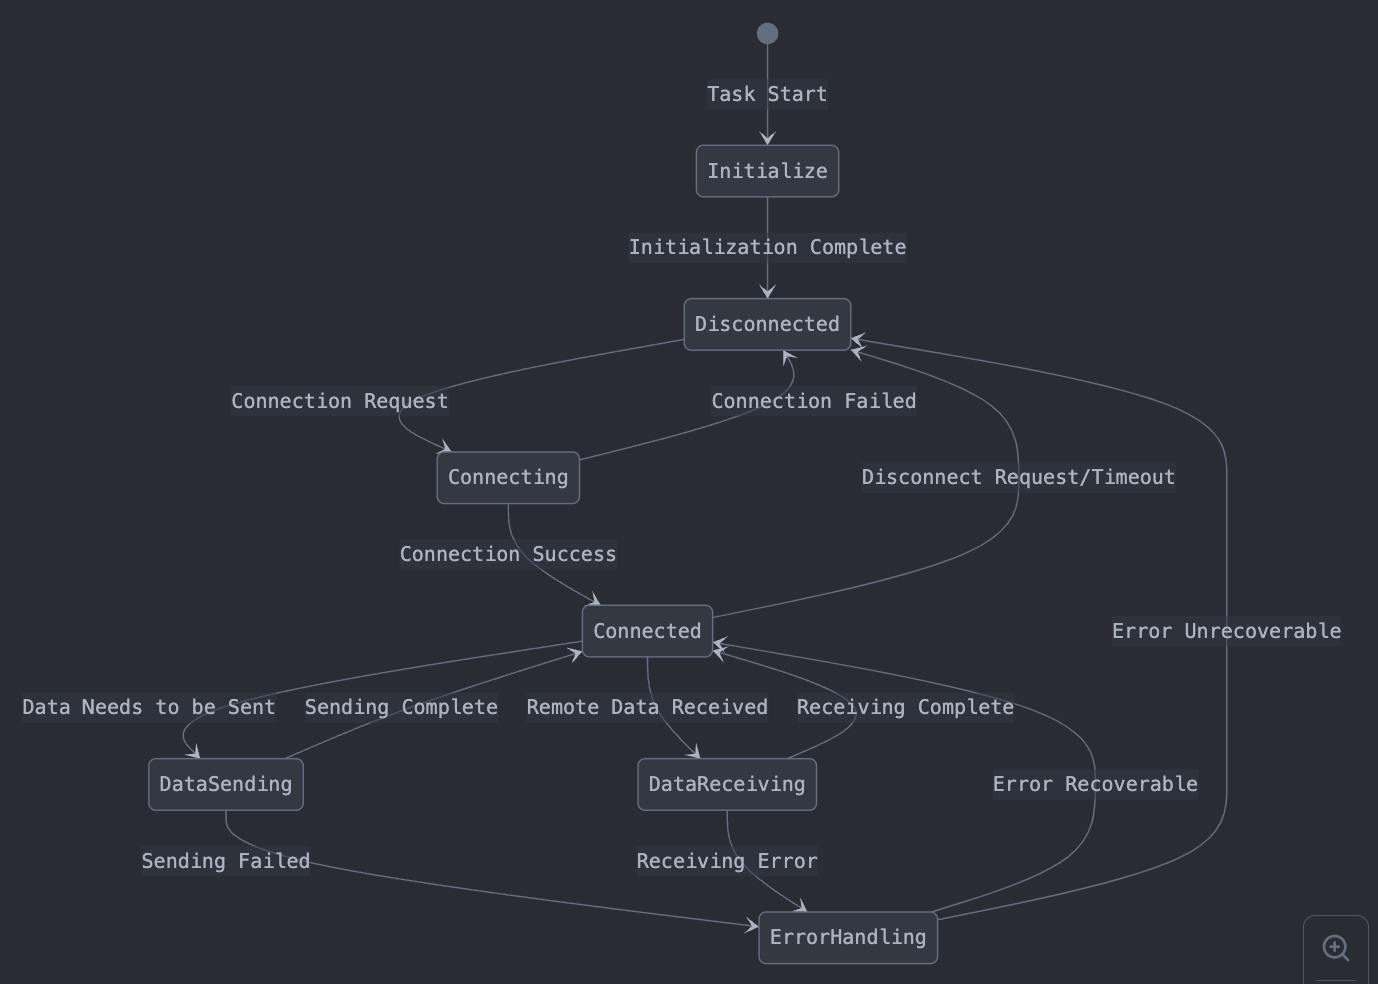 Task Start
Initialize
Initialization Complete
Disconnected
Connection Request
Connection Failed
Connecting
Disconnect Request/Timeout
Connection Success
Connected
Error Unrecoverable
Data Needs to be Sent
Sending Complete
Remote Data Received
Receiving Complete
DataSending
DataReceiving
Error Recoverable
Sending Failed
Receiving Error
ErrorHandling